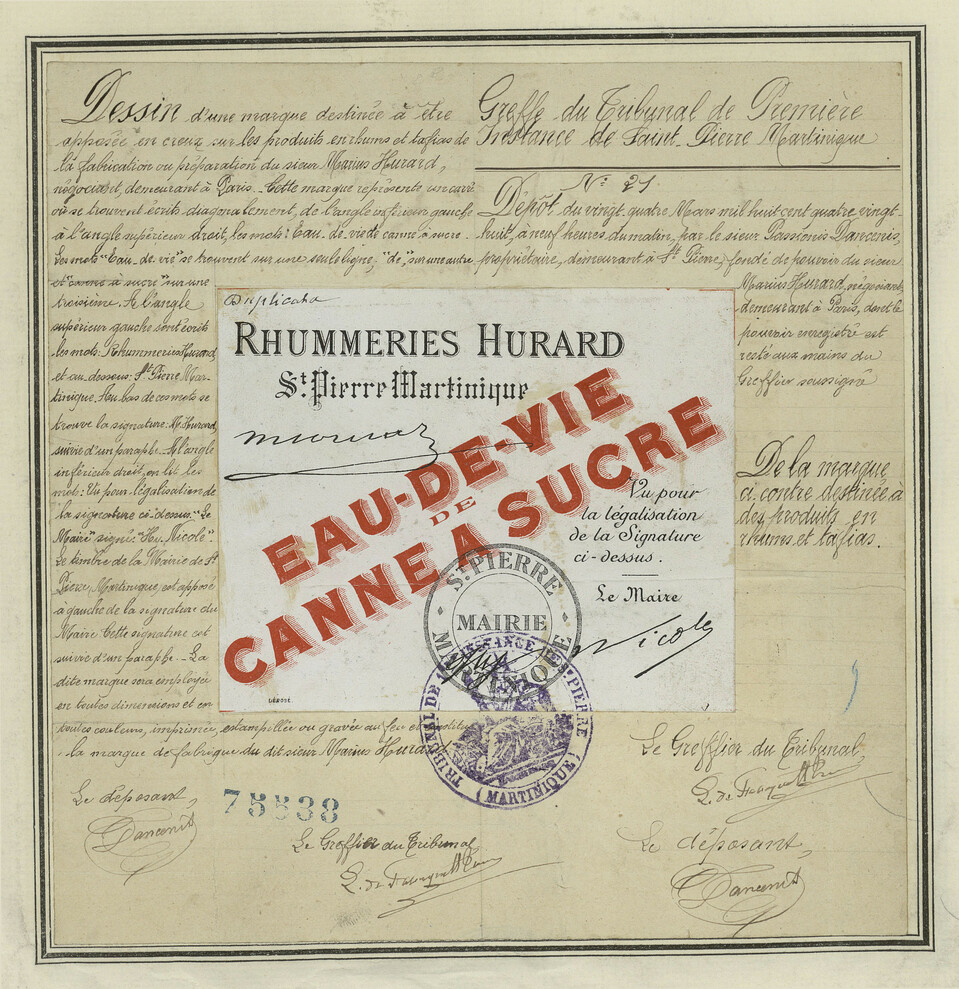 Dessin d'une marque destinée à être
apposée en creux sur les produits en rhums et tafias de
la fabrication ou préparation du sieur Marius Hurard,
négociant, demeurant à Paris. Cette marque représente un carré
où se trouvent écrits diagonalement, de l'angle inférieur gauche
à l'angle supérieur droit, les mots: Eau-de-vie de canne à sucre.
Les mots "Eau-de-vie" se trouvent sur une seule ligne, "de", sur une autre
et "canne à sucre" sur une
troisième. A l'angle
supérieur gauche sont écrits
les mots: Rhummeries Hurard,
et au-dessous: St Pierre Mar-
tinique. Au bas de ces mots se
trouve la signature: M. Hurard,
suivie d'un paraphe. A l'angle
inférieur droit, on lit les
mots: Vu pour légalisation de
la signature ci-dessus. "Le
Maire" signé: "Nicole"
Le timbre de la Mairie de St
Pierre, Martinique, est apposé
à gauche de la signature du
Maire. Cette signature est
suivie d'un paraphe. - La
dite marque sera employée
en toutes dimensions et en
toutes couleurs, imprimée, estampillée ou gravée au feu et
la marque de fabrique du dit sieur Marius Hurard
Le déposant,
Dancenis
75538
Le Greffier du Tribunal
Greffe du Tribunal de Première
Instance de Saint-Pierre Martinique
N° 21.
Dépôt du vingt-quatre Mars mil huit cent quatre vingt-
huit, à neuf heures du matin, par le sieur Dancenis,
propriétaire, demeurant à St Pierre, fondé de pouvoir du sieur
Marius Hurard, négociant
demeurant à Paris, dont le
pouvoir enregistré est
resté aux mains du
Greffier soussigné
De la marque
ci-contre destinée à
des produits en
rhums et tafias.
Le Greffier du Tribunal,
Le déposant,
Dancenis
Duplicata
RHUMMERIES HURARD
St. Pierre Martinique
EAU-DE-VIE
DE
CANNE A SUCRE
Vu pour
la légalisation
de la Signature
ci-dessus.
Le Maire
Nicole
DÉPOSÉ.
ST PIERRE
MAIRIE
MARTINIQUE
TRIBUNAL DE INSTANCE DE ST PIERRE
(MARTINIQUE)